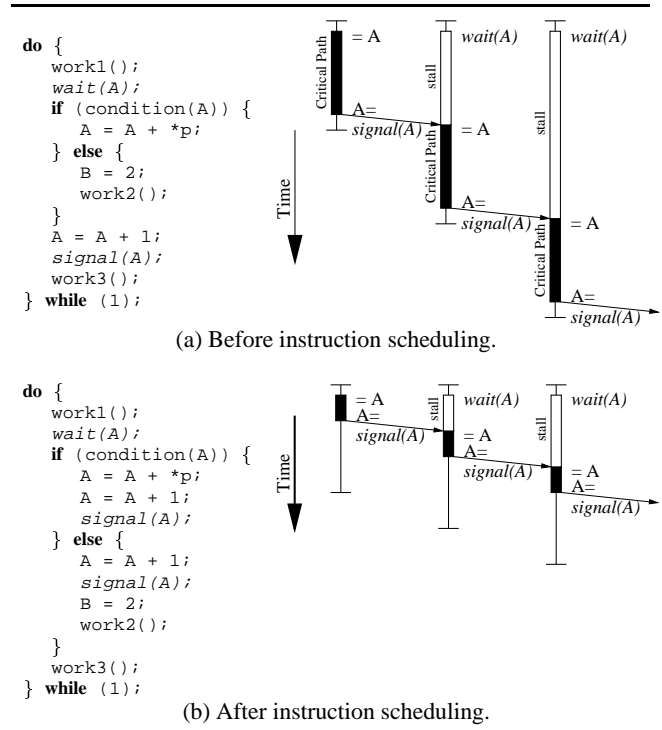 do {
work1();
wait(A);
if (condition(A)) {
A = A + *p;
} else {
B = 2;
work2();
}
A = A + 1;
signal(A);
work3();
} while (1);
Time
Critical Path
= A
A=
signal(A)
wait(A)
stall
Critical Path
= A
A=
signal(A)
wait(A)
stall
Critical Path
= A
A=
signal(A)
(a) Before instruction scheduling.
do {
work1();
wait(A);
if (condition(A)) {
A = A + *p;
A = A + 1;
signal(A);
} else {
A = A + 1;
signal(A);
B = 2;
work2();
}
work3();
} while (1);
Time
= A
A=
signal(A)
wait(A)
stall
= A
A=
signal(A)
wait(A)
stall
= A
A=
signal(A)
(b) After instruction scheduling.